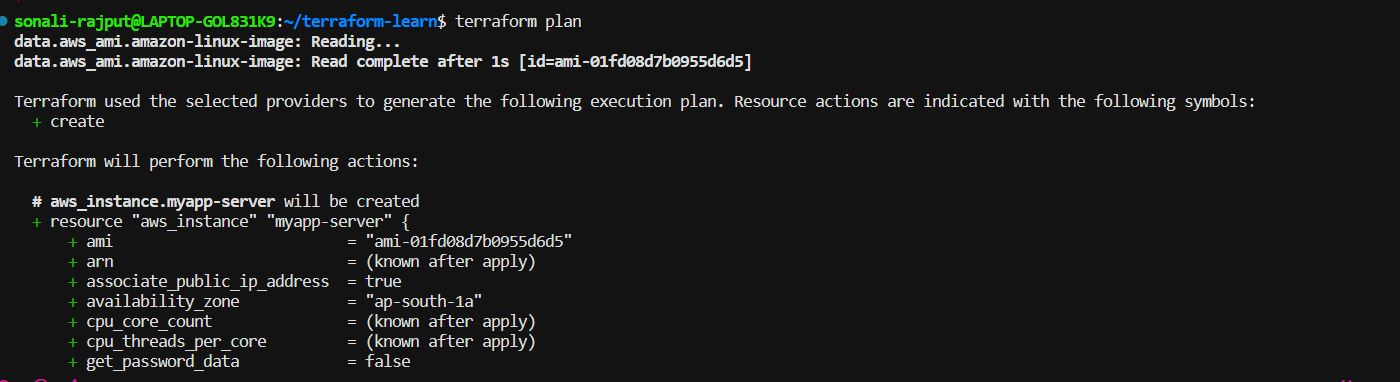 sonali-rajput@LAPTOP-GOL831K9:~/terraform-learn$ terraform plan
data.aws_ami.amazon-linux-image: Reading...
data.aws_ami.amazon-linux-image: Read complete after 1s [id=ami-01fd08d7b0955d6d5]
Terraform used the selected providers to generate the following execution plan. Resource actions are indicated with the following symbols:
+ create
Terraform will perform the following actions:
# aws_instance.myapp-server will be created
+ resource "aws_instance" "myapp-server" {
+ ami = "ami-01fd08d7b0955d6d5"
+ arn = (known after apply)
+ associate_public_ip_address = true
+ availability_zone = "ap-south-1a"
+ cpu_core_count = (known after apply)
+ cpu_threads_per_core = (known after apply)
+ get_password_data = false